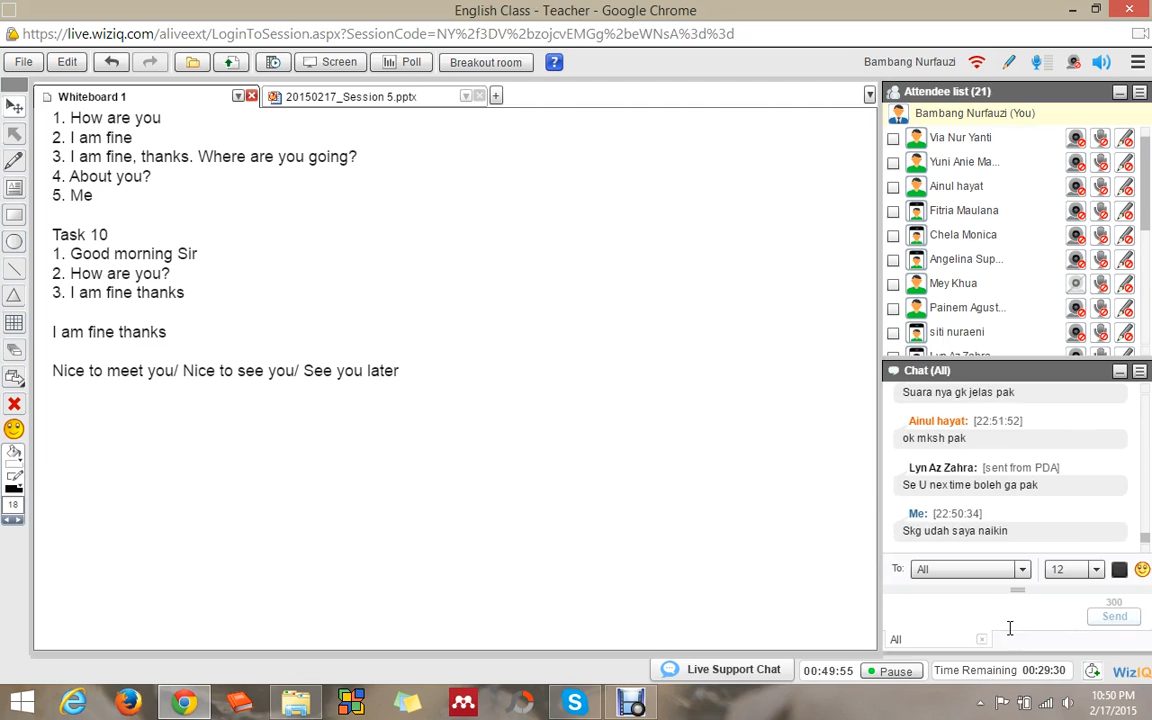 English Class - Teacher - Google Chrome
https://live.wiziq.com/aliveext/LoginToSession.aspx?SessionCode=NY%2f3DV%2bzojcvEMGg%2beWNsA%3d%3d
File Edit Screen Poll Breakout room ? Bambang Nurfauzi
Whiteboard 1 20150217_Session 5.pptx
1. How are you
2. I am fine
3. I am fine, thanks. Where are you going?
4. About you?
5. Me
Task 10
1. Good morning Sir
2. How are you?
3. I am fine thanks
I am fine thanks
Nice to meet you/ Nice to see you/ See you later
18
Attendee list (21)
Bambang Nurfauzi (You)
Via Nur Yanti
Yuni Anie Ma...
Ainul hayat
Fitria Maulana
Chela Monica
Angelina Sup...
Mey Khua
Painem Agust...
siti nuraeni
Lyn Az Zahra
Chat (All)
Suara nya gk jelas pak
Ainul hayat: [22:51:52]
ok mksh pak
Lyn Az Zahra: [sent from PDA]
Se U nex time boleh ga pak
Me: [22:50:34]
Skg udah saya naikin
To: All 12
300
Send
All
Live Support Chat 00:49:55 Pause Time Remaining 00:29:30 WizIQ
10:50 PM
2/17/2015